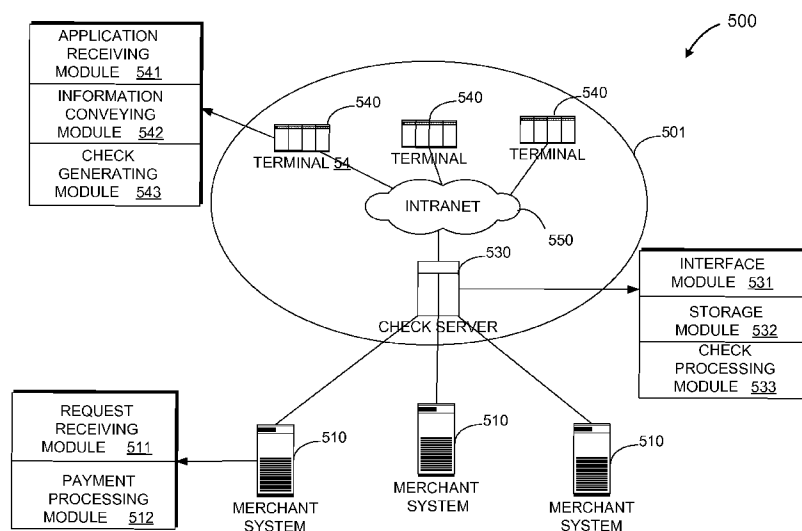 500
APPLICATION
RECEIVING
MODULE 541
INFORMATION
CONVEYING
MODULE 542
CHECK
GENERATING
MODULE 543
540
540
540
501
TERMINAL 54
TERMINAL
TERMINAL
INTRANET
550
530
CHECK SERVER
INTERFACE
MODULE 531
STORAGE
MODULE 532
CHECK
PROCESSING
MODULE 533
REQUEST
RECEIVING
MODULE 511
PAYMENT
PROCESSING
MODULE 512
510
510
510
MERCHANT
SYSTEM
MERCHANT
SYSTEM
MERCHANT
SYSTEM